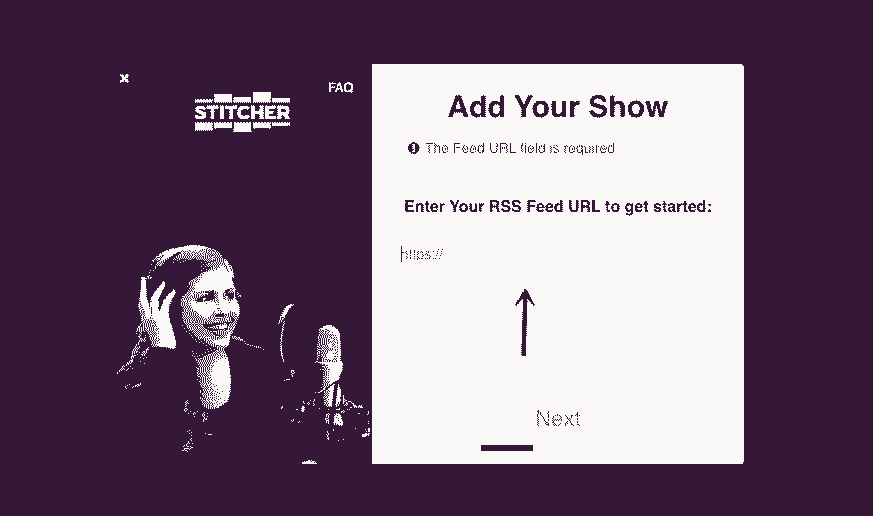 FAQ
STITCHER
Add Your Show
The Feed URL field is required
Enter Your RSS Feed URL to get started:
https://
Next